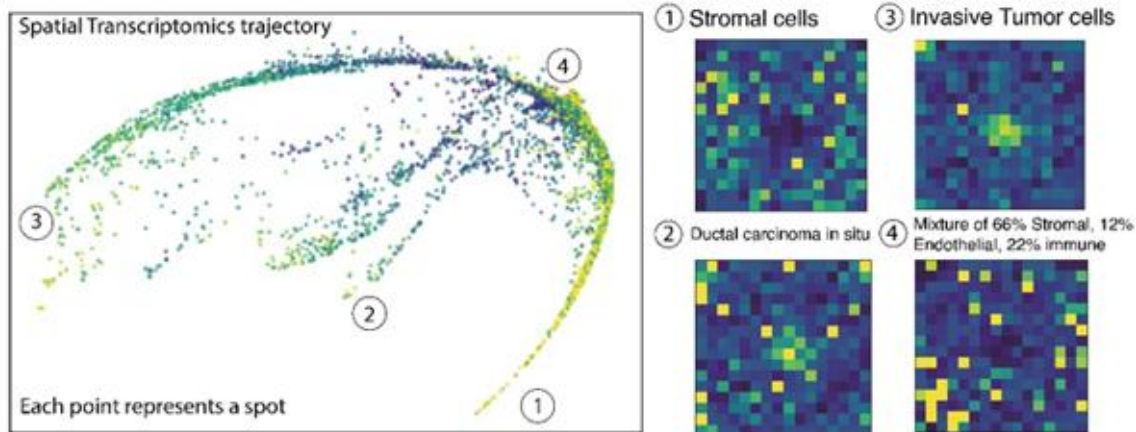 Spatial Transcriptomics trajectory
4
3
2
1
Each point represents a spot
1 Stromal cells
3 Invasive Tumor cells
2 Ductal carcinoma in situ
4 Mixture of 66% Stromal, 12%
Endothelial, 22% immune